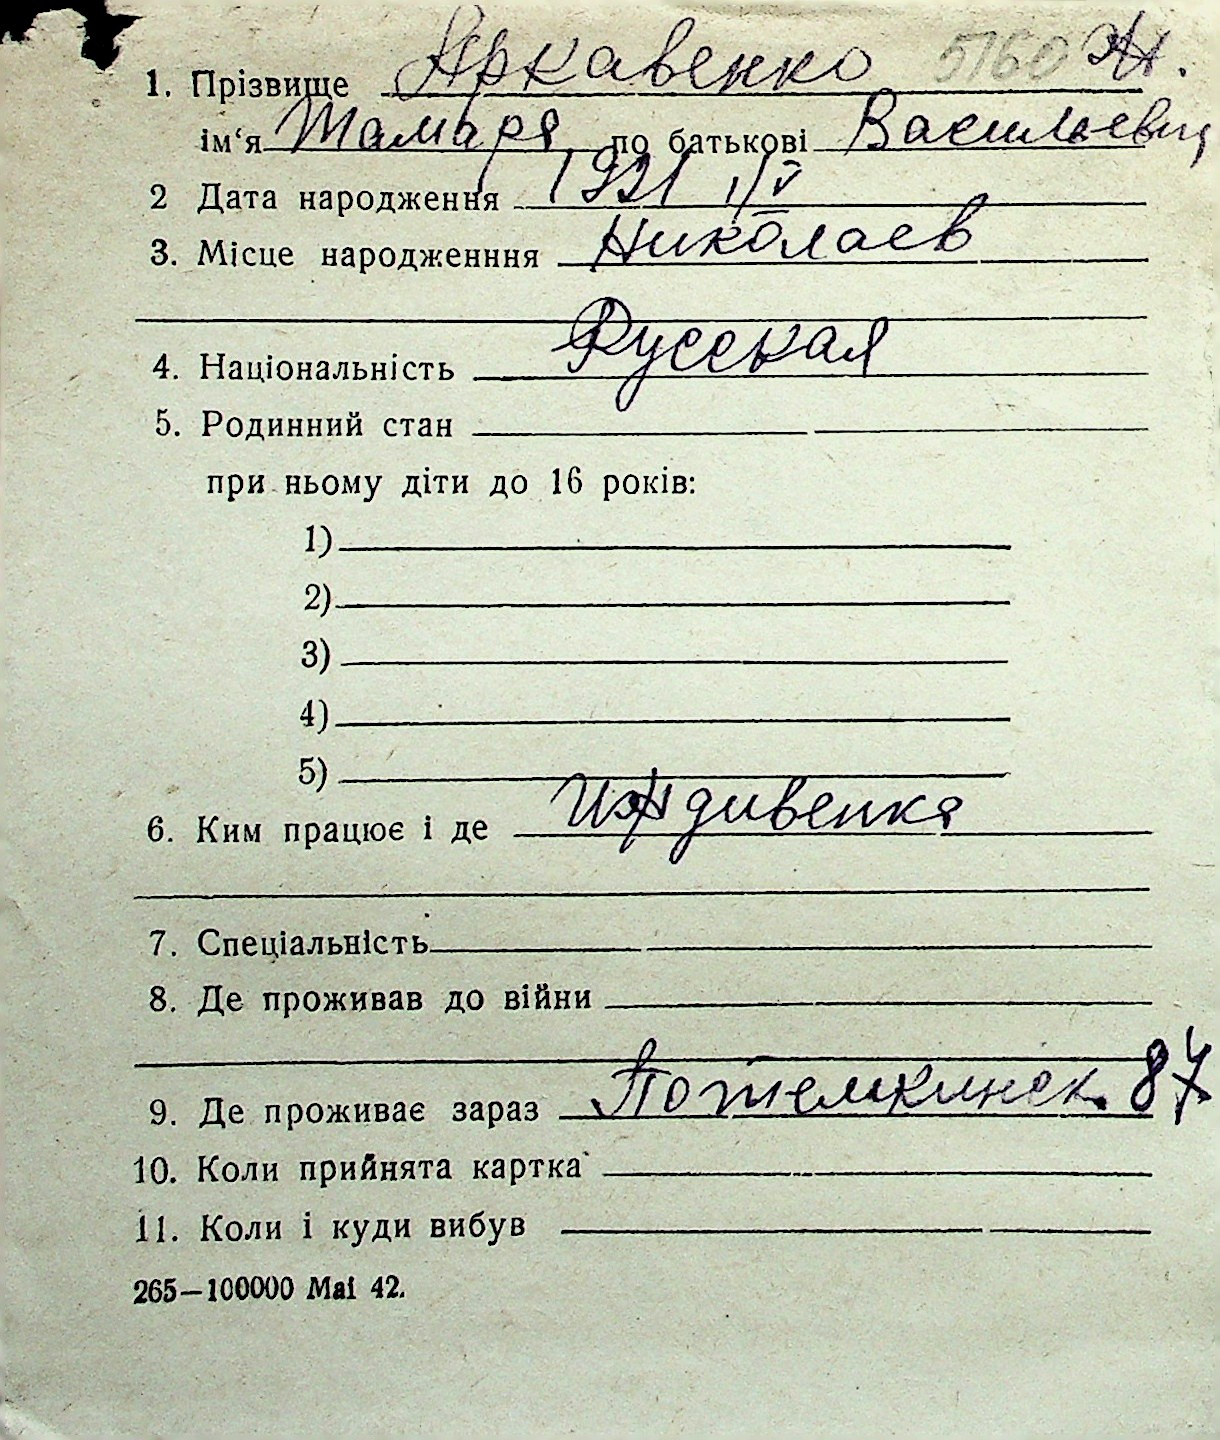 5160 Ж.
1. Прізвище Аркавенко
ім‘я Тамара по батькові Васильевн
2 Дата народження 1921 1/V
3. Місце народженння Николаев
4. Національність Русская
5. Родинний стан
при ньому діти до 16 років:
1)
2)
3)
4)
5)
6. Ким працює і де Иждивенка
7. Спеціальність
8. Де проживав до війни
9. Де проживає зараз Потемкинск. 87
10. Коли прийнята картка
11. Коли і куди вибув
265—100000 Mai 42.